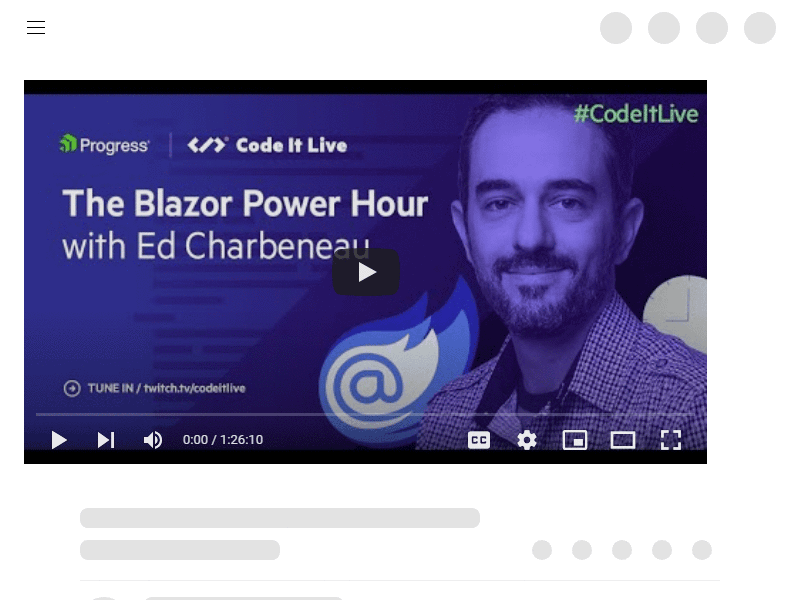 #CodeItLive
Progress
Code It Live
The Blazor Power Hour
with Ed Charbeneau
@
TUNE IN / twitch.tv/codeitlive
0:00 / 1:26:10
CC